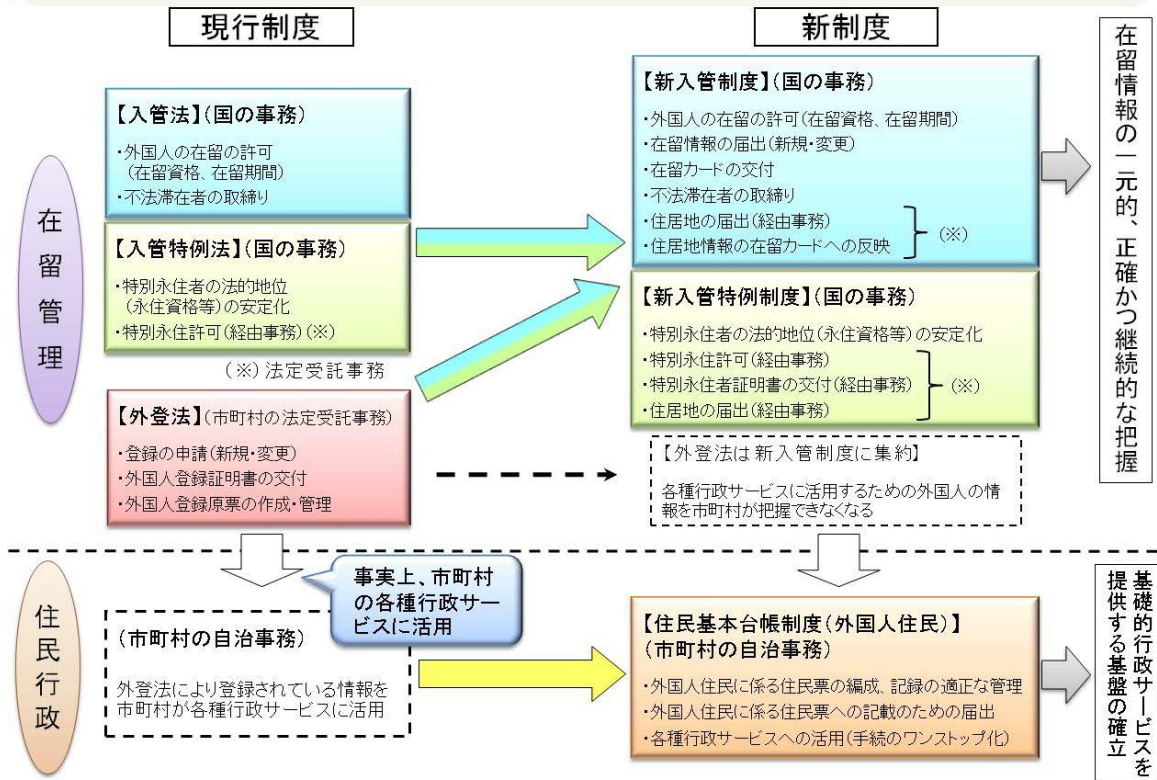 現行制度
新制度
在留管理
【入管法】(国の事務)
・外国人の在留の許可
(在留資格、在留期間)
・不法滞在者の取締り
【入管特例法】(国の事務)
・特別永住者の法的地位
(永住資格等)の安定化
・特別永住許可(経由事務)(※)
(※)法定受託事務
【外登法】(市町村の法定受託事務)
・登録の申請(新規・変更)
・外国人登録証明書の交付
・外国人登録原票の作成・管理
【新入管制度】(国の事務)
・外国人の在留の許可(在留資格、在留期間)
・在留情報の届出(新規・変更)
・在留カードの交付
・不法滞在者の取締り
・住居地の届出(経由事務)
・住居地情報の在留カードへの反映
(※)
【新入管特例制度】(国の事務)
・特別永住者の法的地位(永住資格等)の安定化
・特別永住許可(経由事務)
・特別永住者証明書の交付(経由事務)
・住居地の届出(経由事務)
(※)
【外登法は新入管制度に集約】
各種行政サービスに活用するための外国人の情
報を市町村が把握できなくなる
在留情報の一元的、正確かつ継続的な把握
住民行政
事実上、市町村
の各種行政サー
ビスに活用
(市町村の自治事務)
外登法により登録されている情報を
市町村が各種行政サービスに活用
【住民基本台帳制度(外国人住民)】
(市町村の自治事務)
・外国人住民に係る住民票の編成、記録の適正な管理
・外国人住民に係る住民票への記載のための届出
・各種行政サービスへの活用(手続のワンストップ化)
基礎的行政サービスを
提供する基盤の確立